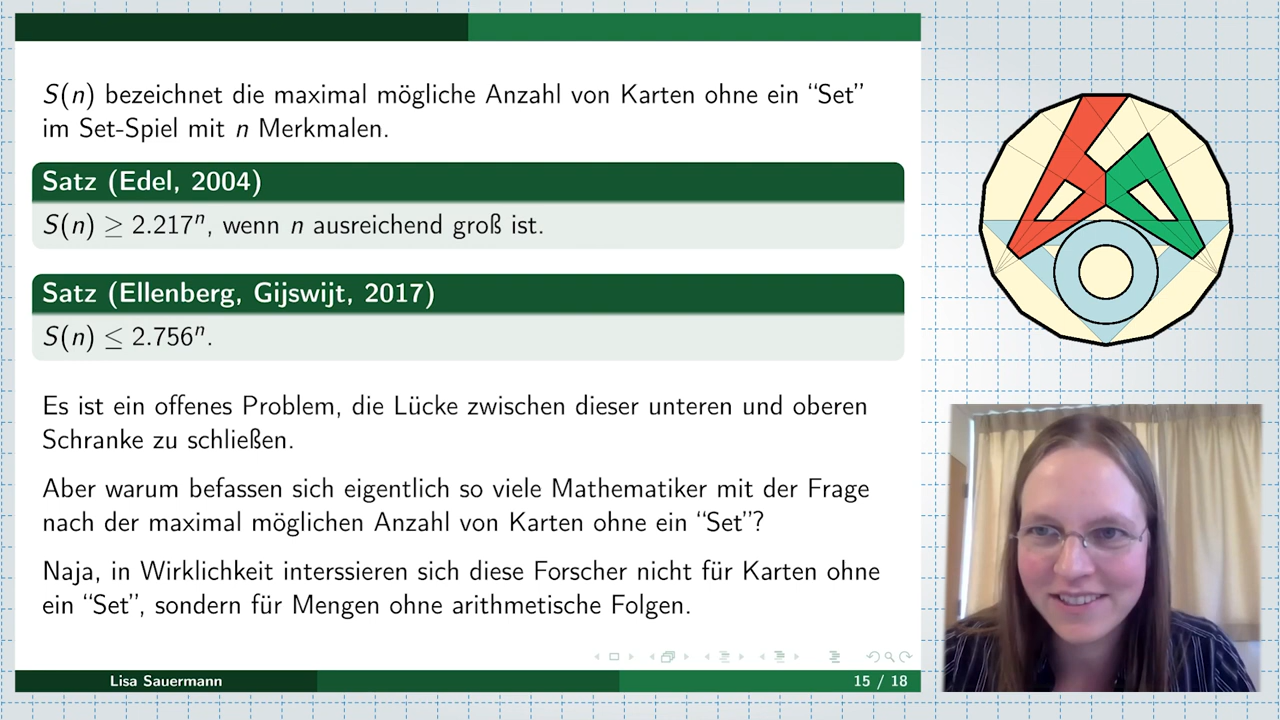 S(n) bezeichnet die maximal mögliche Anzahl von Karten ohne ein “Set”
im Set-Spiel mit n Merkmalen.
Satz (Edel, 2004)
S(n) ≥ 2.217ⁿ, wenn n ausreichend groß ist.
Satz (Ellenberg, Gijswijt, 2017)
S(n) ≤ 2.756ⁿ.
Es ist ein offenes Problem, die Lücke zwischen dieser unteren und oberen
Schranke zu schließen.
Aber warum befassen sich eigentlich so viele Mathematiker mit der Frage
nach der maximal möglichen Anzahl von Karten ohne ein “Set”?
Naja, in Wirklichkeit interssieren sich diese Forscher nicht für Karten ohne
ein “Set”, sondern für Mengen ohne arithmetische Folgen.
Lisa Sauermann
15 / 18